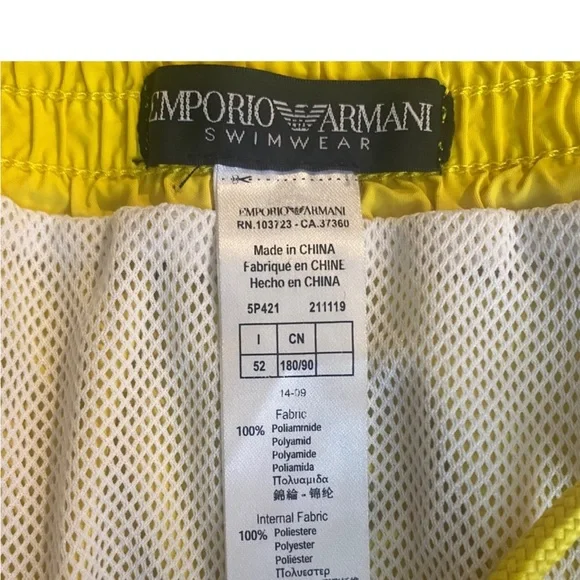 EMPORIO ARMANI
SWIMWEAR
EMPORIO ARMANI
RN.103723 - CA.37360
Made in CHINA
Fabriqué en CHINE
Hecho en CHINA
5P421 211119
I CN
52 180/90
14-09
Fabric
100% Poliammide
Polyamid
Polyamide
Poliamida
Πολυαμιδα
錦綸 - 锦纶
Internal Fabric
100% Poliestere
Polyester
Poliéster
Πολυεστερ